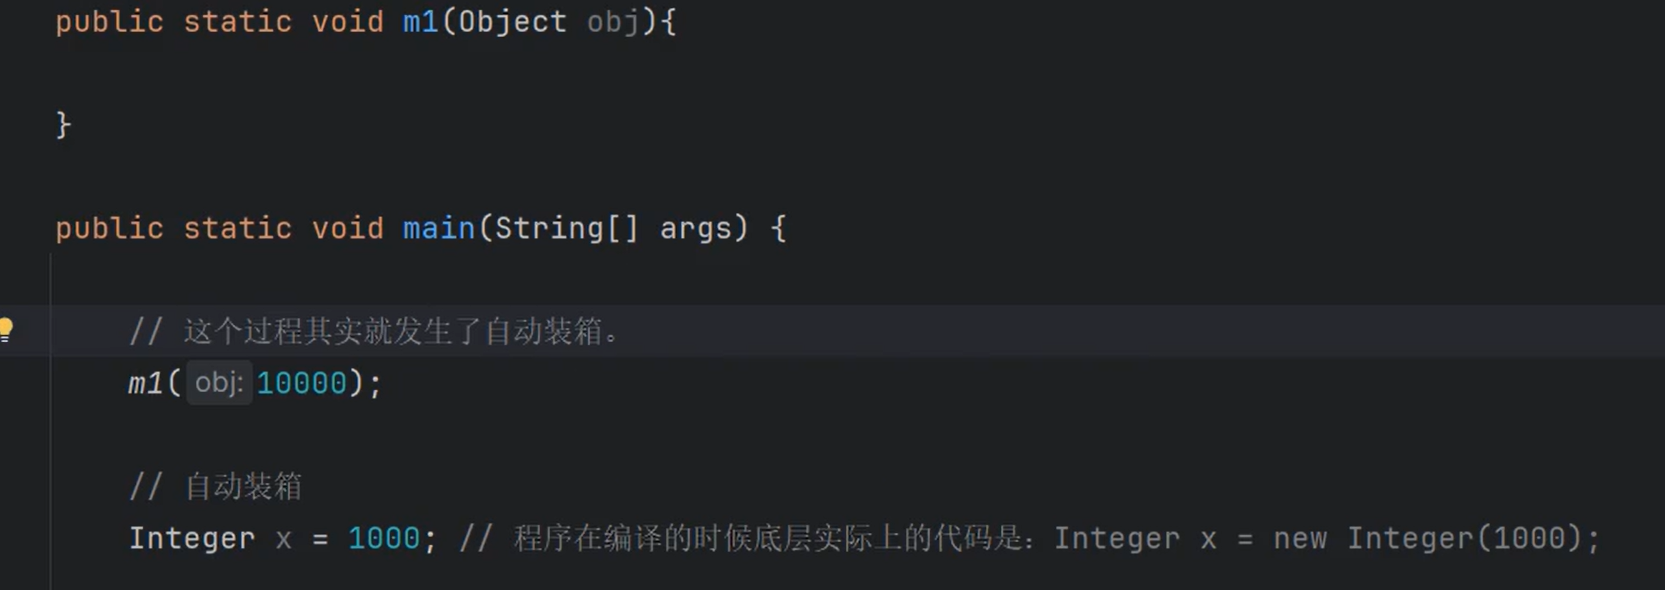 public static void m1(Object obj){
}
public static void main(String[] args) {
// 这个过程其实就发生了自动装箱。
m1( obj: 10000);
// 自动装箱
Integer x = 1000; // 程序在编译的时候底层实际上的代码是：Integer x = new Integer(1000);